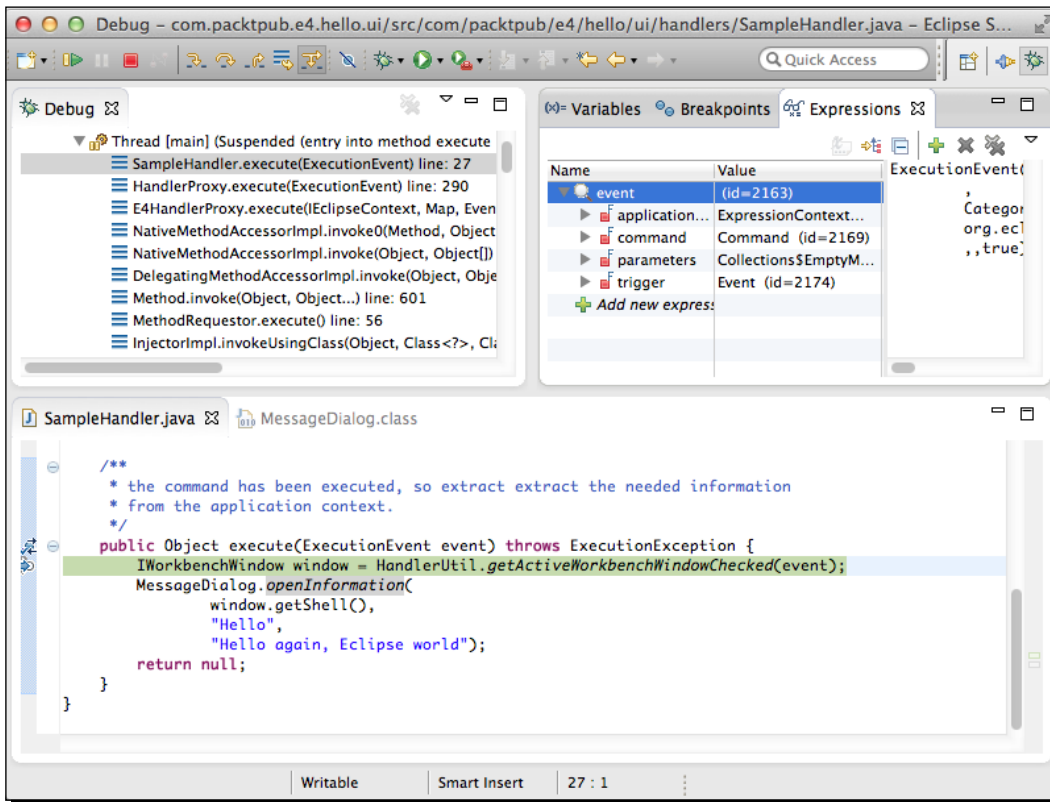 Debug – com.packtpub.e4.hello.ui/src/com/packtpub/e4/hello/ui/handlers/SampleHandler.java – Eclipse S...
Quick Access
Debug
Thread [main] (Suspended (entry into method execute
SampleHandler.execute(ExecutionEvent) line: 27
HandlerProxy.execute(ExecutionEvent) line: 290
E4HandlerProxy.execute(IEclipseContext, Map, Even
NativeMethodAccessorImpl.invoke0(Method, Object
NativeMethodAccessorImpl.invoke(Object, Object[])
DelegatingMethodAccessorImpl.invoke(Object, Obje
Method.invoke(Object, Object...) line: 601
MethodRequestor.execute() line: 56
InjectorImpl.invokeUsingClass(Object, Class<?>, Cla
(x)= Variables Breakpoints Expressions
Name Value
event (id=2163)
application... ExpressionContext...
command Command (id=2169)
parameters Collections$EmptyM...
trigger Event (id=2174)
Add new express
ExecutionEvent(
,
Categor
org.ecl
,,true)
SampleHandler.java MessageDialog.class
/**
* the command has been executed, so extract extract the needed information
* from the application context.
*/
public Object execute(ExecutionEvent event) throws ExecutionException {
IWorkbenchWindow window = HandlerUtil.getActiveWorkbenchWindowChecked(event);
MessageDialog.openInformation(
window.getShell(),
"Hello",
"Hello again, Eclipse world");
return null;
}
}
Writable Smart Insert 27 : 1